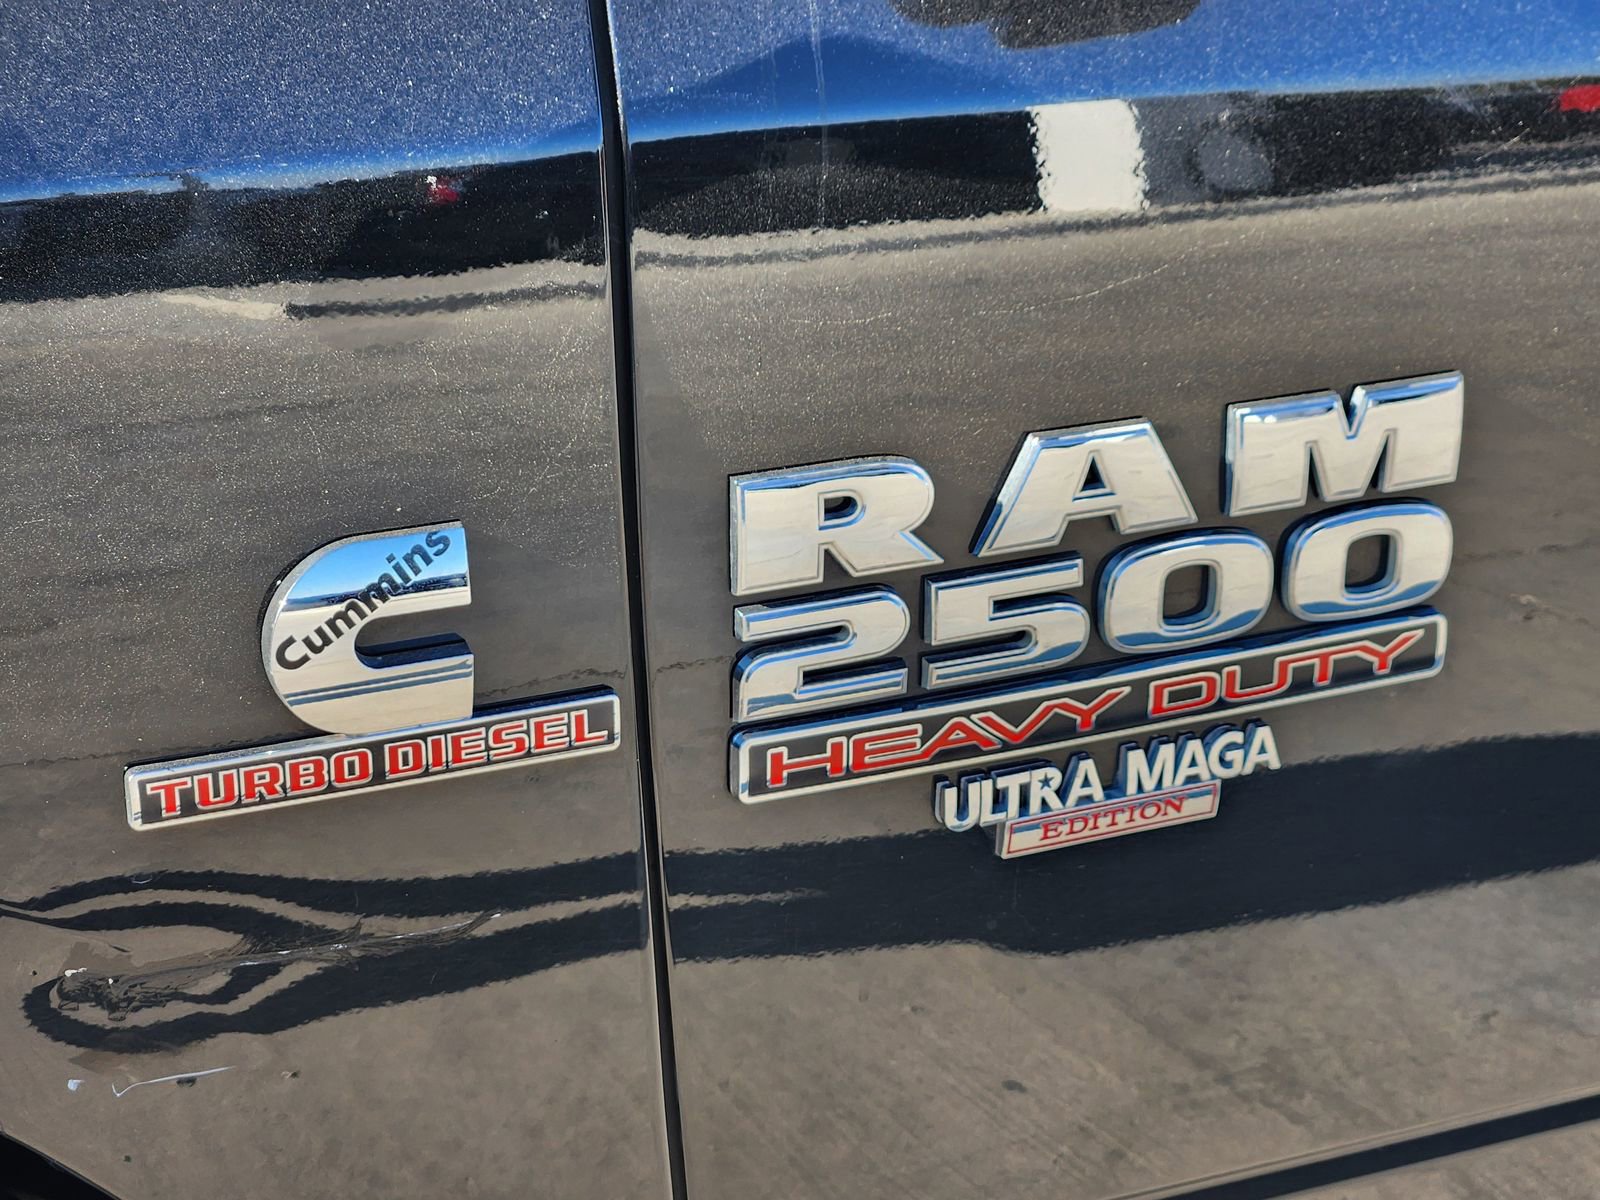 Cummins
TURBO DIESEL
RAM
2500
HEAVY DUTY
ULTRA MAGA
EDITION